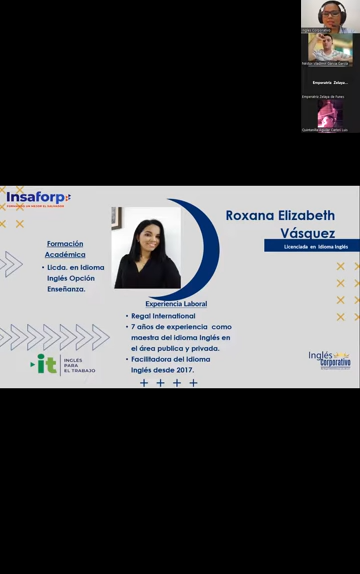 Empératriz Zelaya...
Insaforp
Roxana Elizabeth
Vásquez
Licenciada en Idioma Inglés
Formación
Académica
• Licda. en Idioma
Inglés Opción
Enseñanza.
Experiencia Laboral
• Regal International
• 7 años de experiencia como
maestra del idioma Inglés en
el área publica y privada.
• Facilitadora del Idioma
Inglés desde 2017.
it
INGLÉS
PARA
EL TRABAJO
Inglés
Corporativo